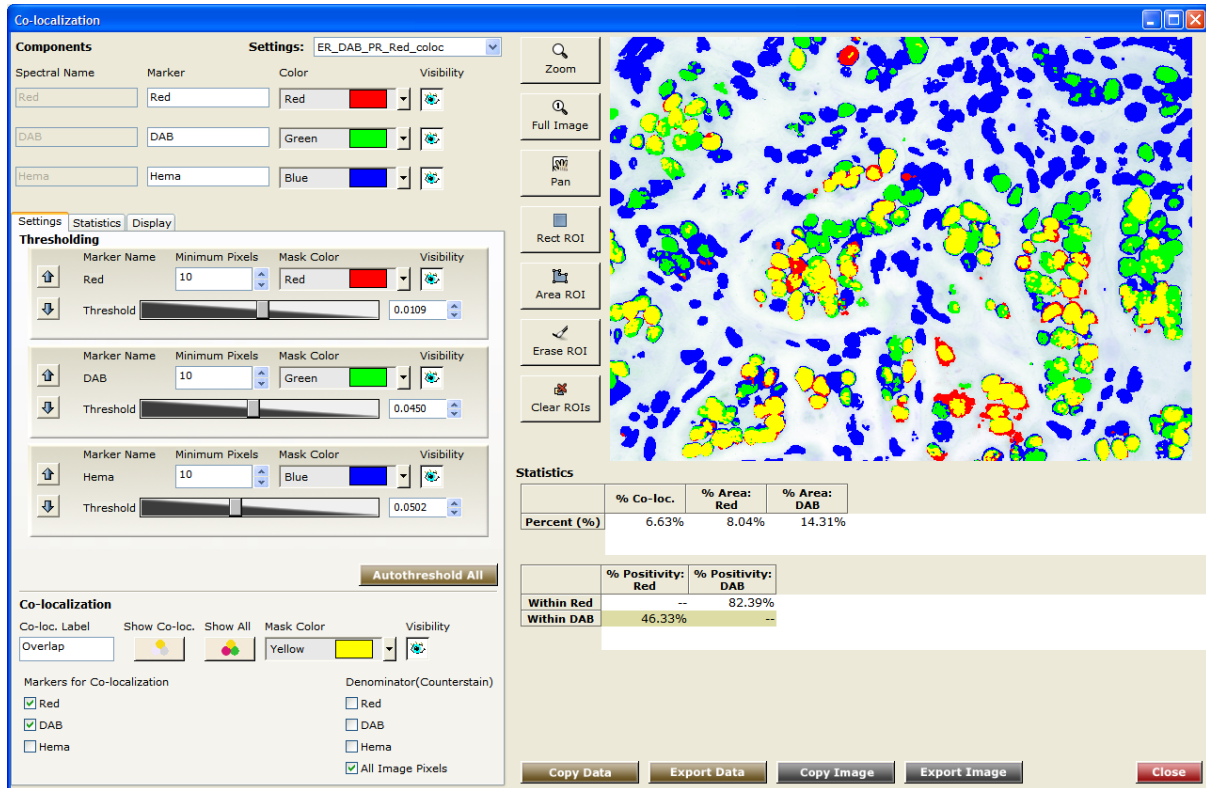 Co-localization
Components Settings: ER_DAB_PR_Red_coloc
Spectral Name Marker Color Visibility
Red Red Red
DAB DAB Green
Hema Hema Blue
Settings Statistics Display
Thresholding
Marker Name Minimum Pixels Mask Color Visibility
Red 10 Red
Threshold 0.0109
Marker Name Minimum Pixels Mask Color Visibility
DAB 10 Green
Threshold 0.0450
Marker Name Minimum Pixels Mask Color Visibility
Hema 10 Blue
Threshold 0.0502
Autothreshold All
Co-localization
Co-loc. Label Show Co-loc. Show All Mask Color Visibility
Overlap Yellow
Markers for Co-localization Denominator(Counterstain)
Red Red
DAB DAB
Hema Hema
All Image Pixels
Zoom
Full Image
Pan
Rect ROI
Area ROI
Erase ROI
Clear ROIs
Statistics
% Co-loc. % Area: Red % Area: DAB
Percent (%) 6.63% 8.04% 14.31%
% Positivity: Red % Positivity: DAB
Within Red -- 82.39%
Within DAB 46.33% --
Copy Data Export Data Copy Image Export Image Close